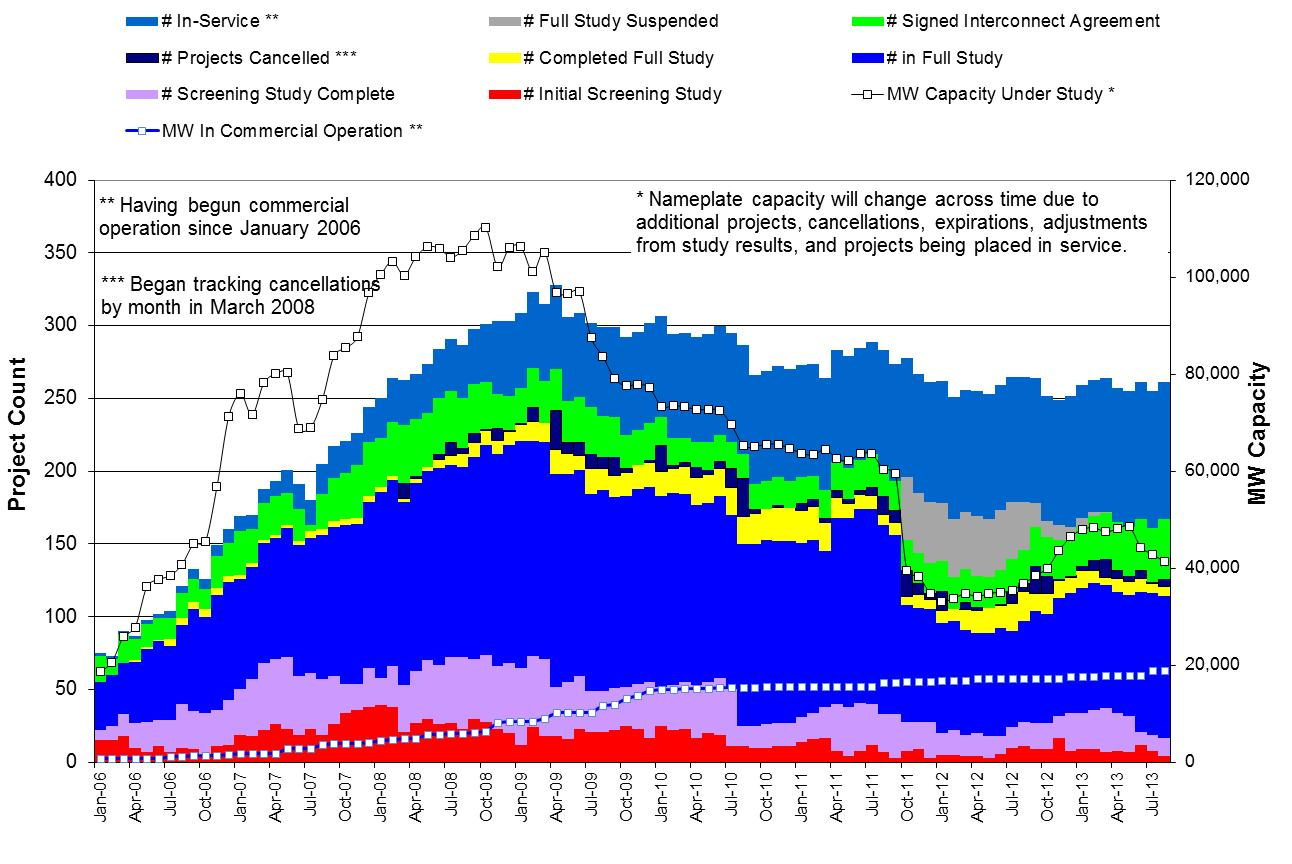 # In-Service **
# Full Study Suspended
# Signed Interconnect Agreement
# Projects Cancelled ***
# Completed Full Study
# in Full Study
# Screening Study Complete
# Initial Screening Study
MW Capacity Under Study *
MW In Commercial Operation **
** Having begun commercial
operation since January 2006
*** Began tracking cancellations
by month in March 2008
* Nameplate capacity will change across time due to
additional projects, cancellations, expirations, adjustments
from study results, and projects being placed in service.
Project Count
400
350
300
250
200
150
100
50
0
MW Capacity
120,000
100,000
80,000
60,000
40,000
20,000
0
Jan-06
Apr-06
Jul-06
Oct-06
Jan-07
Apr-07
Jul-07
Oct-07
Jan-08
Apr-08
Jul-08
Oct-08
Jan-09
Apr-09
Jul-09
Oct-09
Jan-10
Apr-10
Jul-10
Oct-10
Jan-11
Apr-11
Jul-11
Oct-11
Jan-12
Apr-12
Jul-12
Oct-12
Jan-13
Apr-13
Jul-13